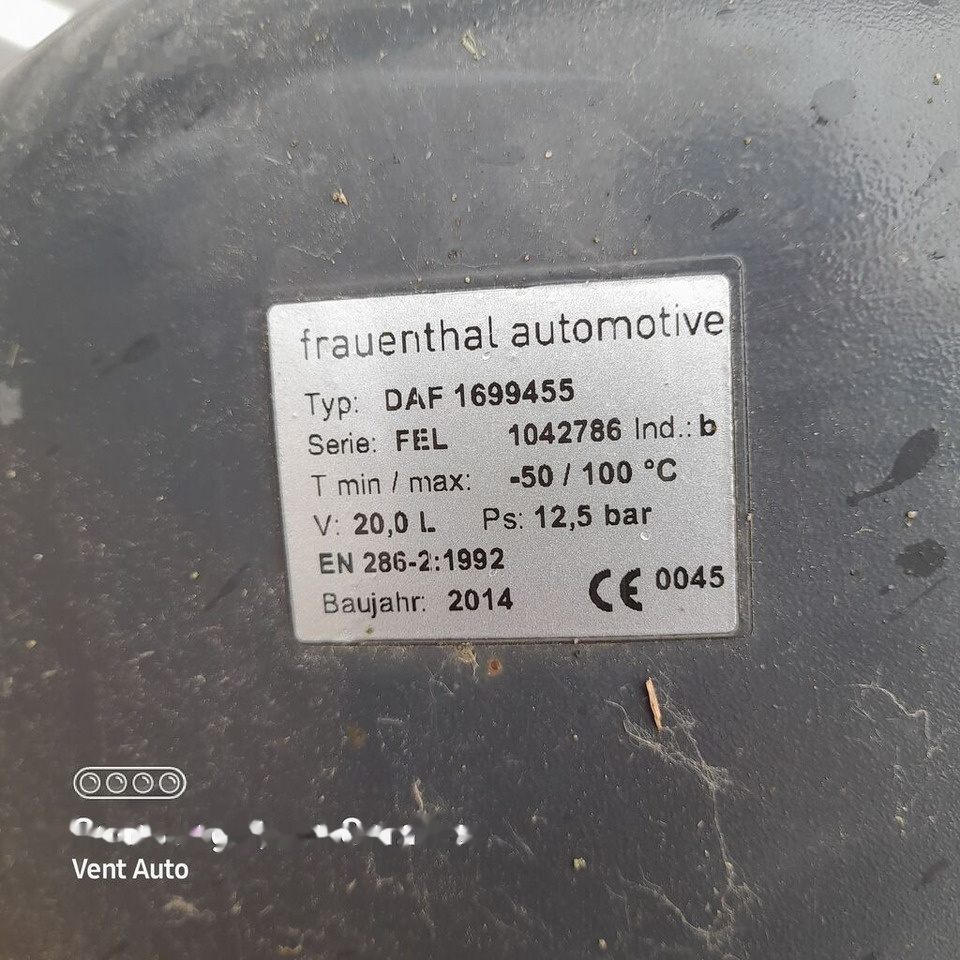 frauenthal automotive
Typ: DAF 1699455
Serie: FEL 1042786 Ind.: b
T min / max: -50 / 100 °C
V: 20,0 L Ps: 12,5 bar
EN 286-2:1992
Baujahr: 2014 CE 0045
Vent Auto